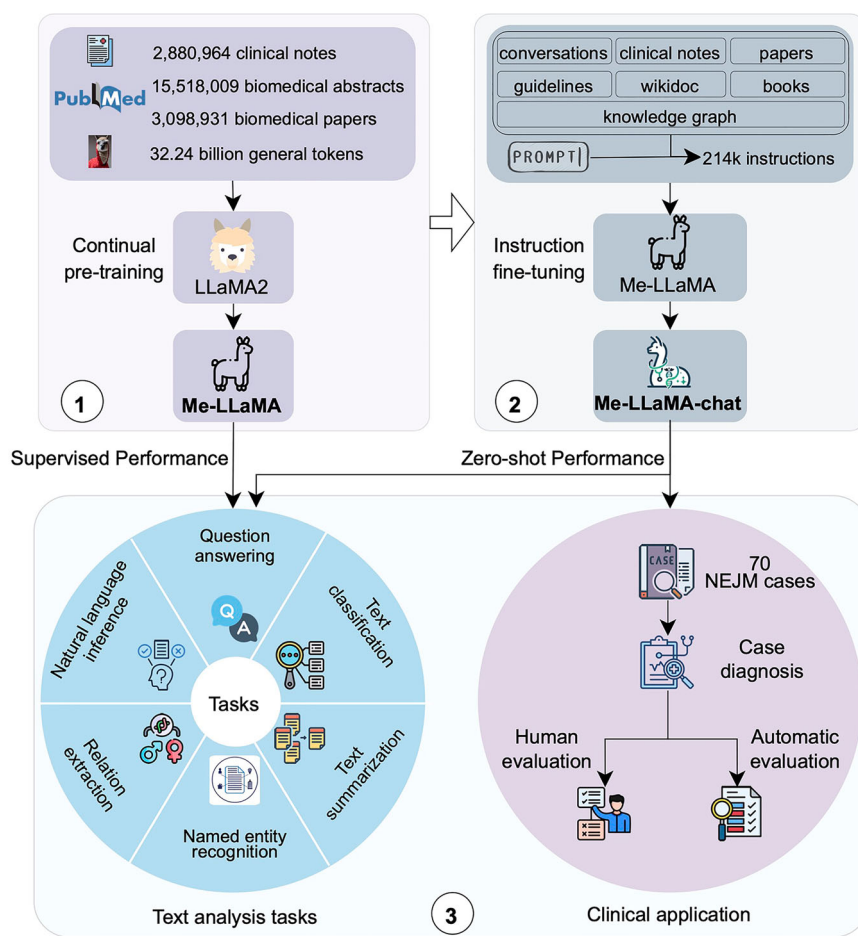 2,880,964 clinical notes
PubMed
15,518,009 biomedical abstracts
3,098,931 biomedical papers
32.24 billion general tokens
Continual
pre-training
LLaMA2
Me-LLaMA
1
conversations
clinical notes
papers
guidelines
wikidoc
books
knowledge graph
PROMPT
214k instructions
Instruction
fine-tuning
Me-LLaMA
Me-LLaMA-chat
2
Supervised Performance
Zero-shot Performance
Question
answering
Q
A
Text
classification
Text
summarization
Named entity
recognition
Relation
extraction
Natural language
inference
Tasks
Text analysis tasks
3
CASE
70
NEJM cases
Case
diagnosis
Human
evaluation
Automatic
evaluation
Clinical application